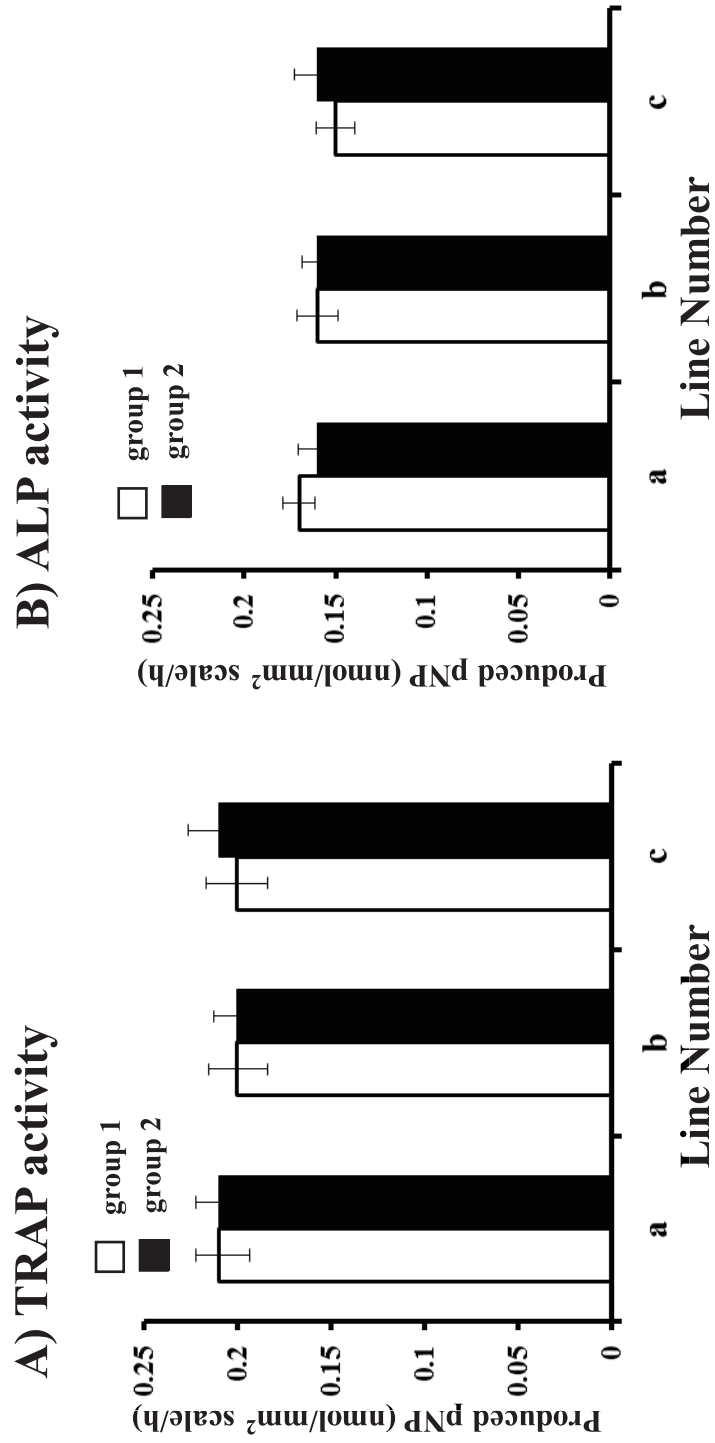 A) TRAP activity
group 1
group 2
Produced pNP (nmol/mm² scale/h)
0.25
0.2
0.15
0.1
0.05
0
a b c
Line Number
B) ALP activity
group 1
group 2
Produced pNP (nmol/mm² scale/h)
0.25
0.2
0.15
0.1
0.05
0
a b c
Line Number